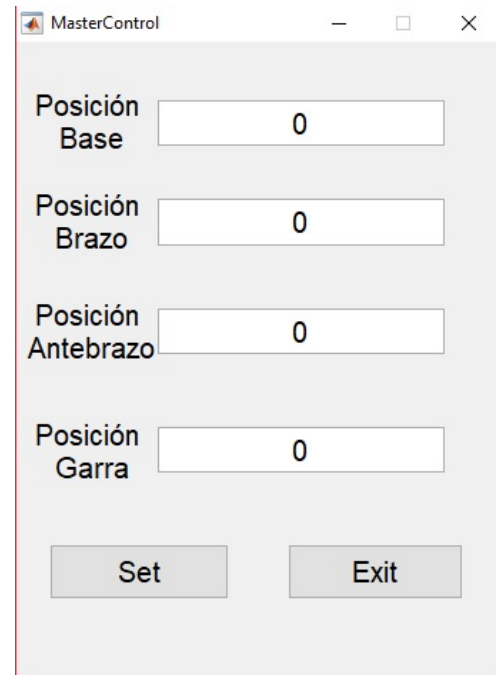 MasterControl
Posición
Base
0
Posición
Brazo
0
Posición
Antebrazo
0
Posición
Garra
0
Set
Exit